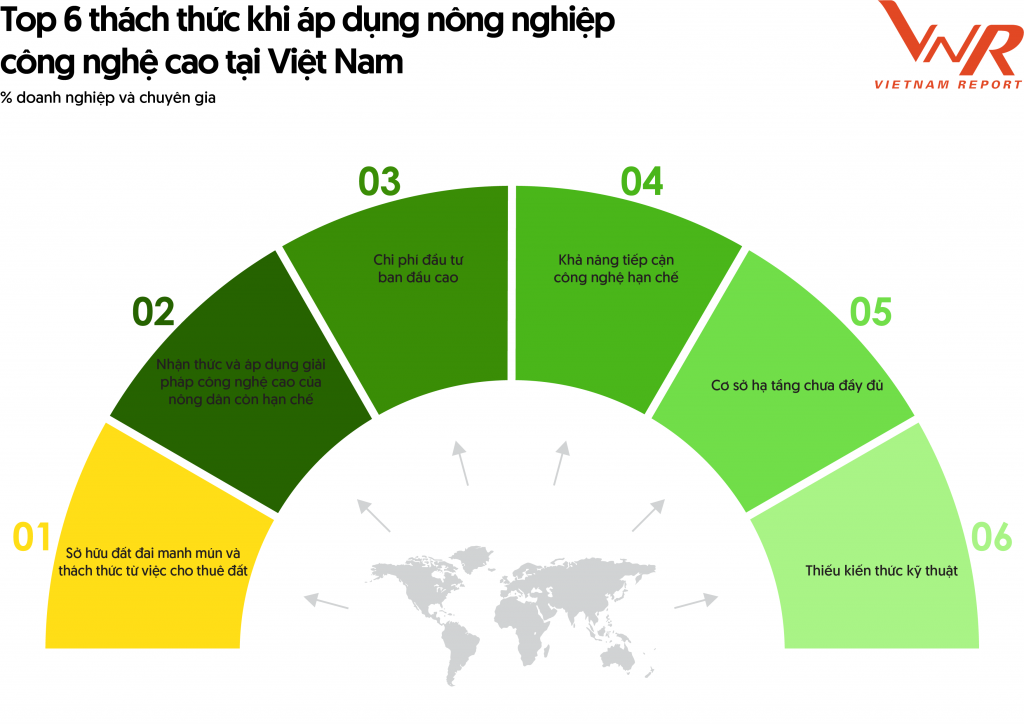 Top 6 thách thức khi áp dụng nông nghiệp
công nghệ cao tại Việt Nam
% doanh nghiệp và chuyên gia
VNR
VIETNAM REPORT
01
Sở hữu đất đai manh mún và
thách thức từ việc cho thuê đất
02
Nhận thức và áp dụng giải
pháp công nghệ cao của
nông dân còn hạn chế
03
Chi phí đầu tư
ban đầu cao
04
Khả năng tiếp cận
công nghệ hạn chế
05
Cơ sở hạ tầng chưa đầy đủ
06
Thiếu kiến thức kỹ thuật